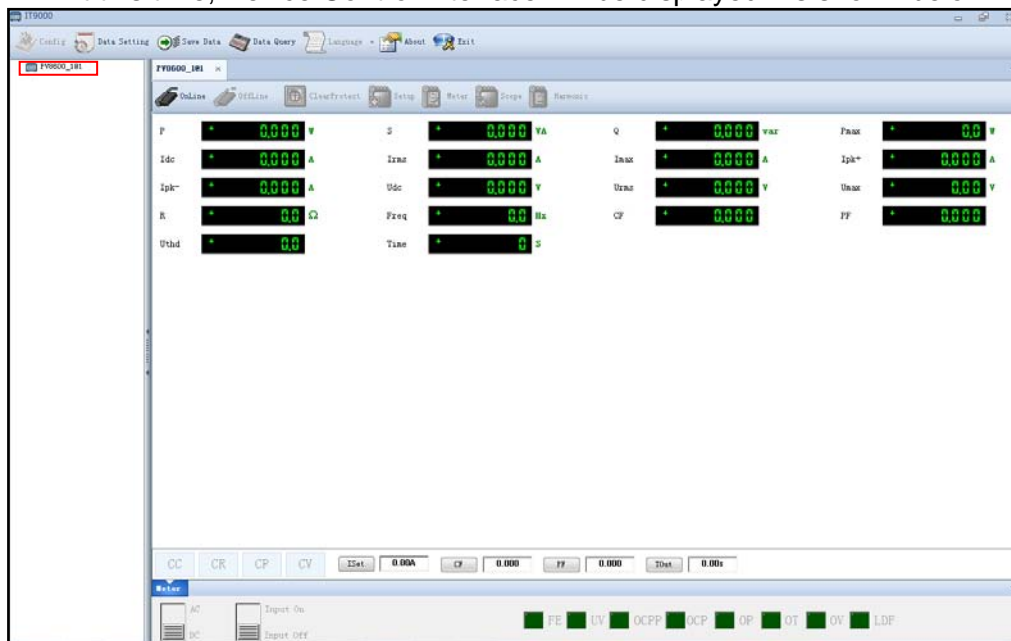 IT9000
Config Data Setting Save Data Data Query Language About Exit
PV8600_101
PV8600_101 ×
OnLine OffLine ClearProtect Setup Meter Scope Harmonic
P + 0.000 W S + 0.000 VA Q + 0.000 var Pmax + 0.0 W
Idc + 0.000 A Irms + 0.000 A Imax + 0.000 A Ipk+ + 0.000 A
Ipk- + 0.000 A Udc + 0.000 V Urms + 0.000 V Umax + 0.00 V
R + 0.0 Ω Freq + 0.0 Hz CF + 0.000 PF + 0.000
Uthd + 0.0 Time + 0 S
CC CR CP CV ISet 0.00A CF 0.000 PF 0.000 TOut 0.00s
Meter
AC Input On
FE UV OCPP OCP OP OT OV LDF
DC Input Off